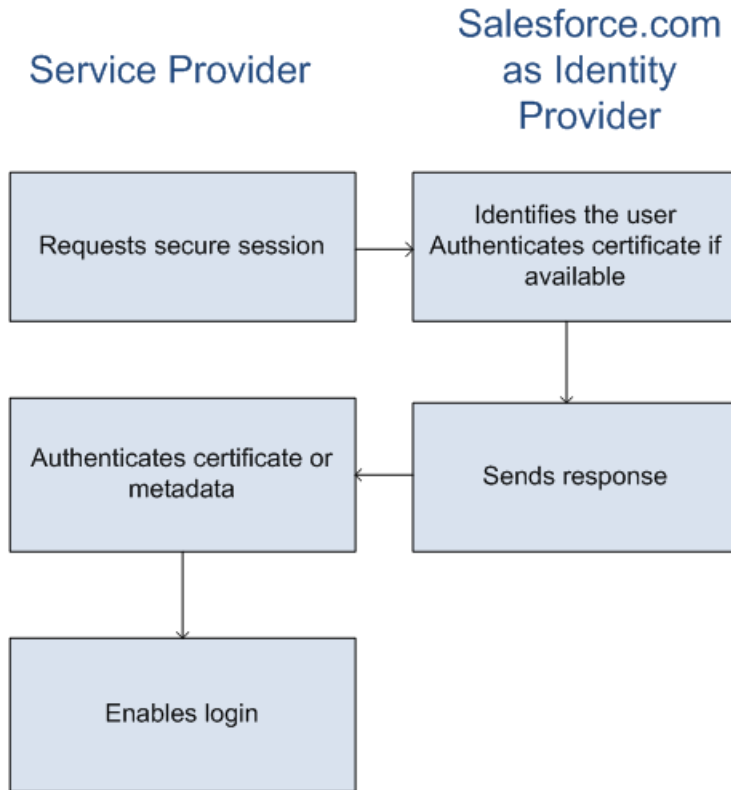 Service Provider
Salesforce.com
as Identity
Provider
Requests secure session
Identifies the user
Authenticates certificate if
available
Authenticates certificate or
metadata
Sends response
Enables login